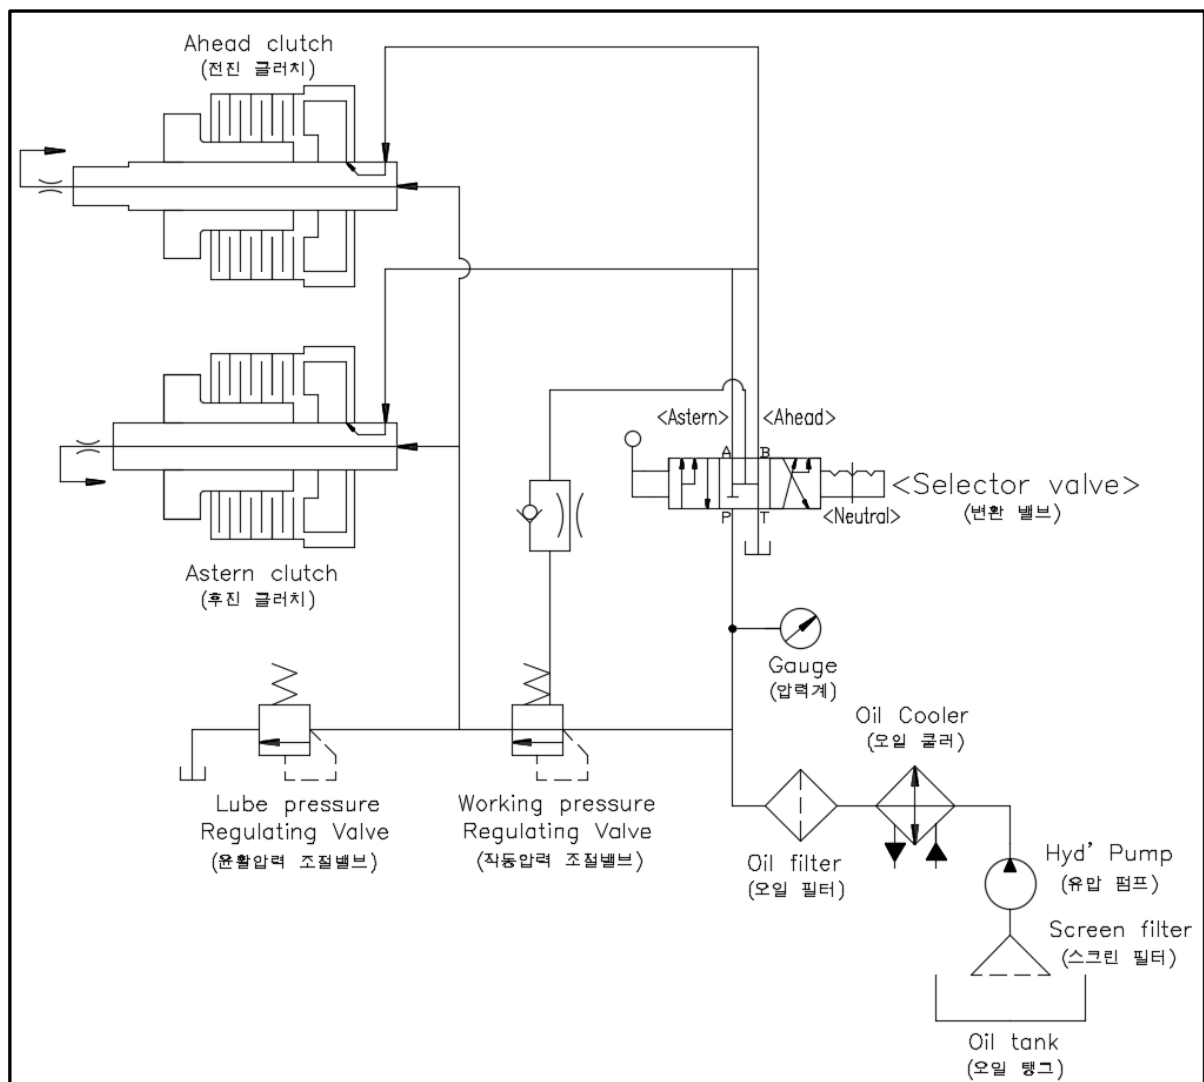 Ahead clutch
(전진 클러치)
<Astern>
<Ahead>
A
B
P
T
<Neutral>
<Selector valve>
(변환 밸브)
Astern clutch
(후진 클러치)
Gauge
(압력계)
Oil Cooler
(오일 쿨러)
Lube pressure
Regulating Valve
(윤활압력 조절밸브)
Working pressure
Regulating Valve
(작동압력 조절밸브)
Oil filter
(오일 필터)
Hyd' Pump
(유압 펌프)
Screen filter
(스크린 필터)
Oil tank
(오일 탱크)